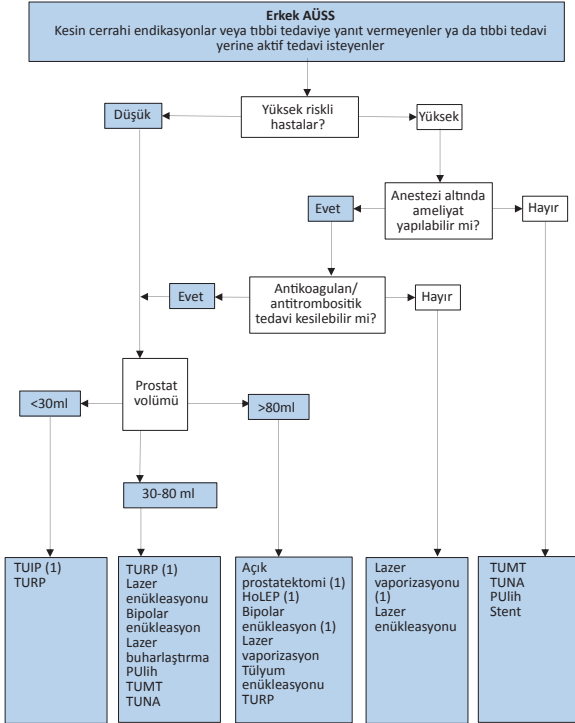 Erkek AÜSS
Kesin cerrahi endikasyonlar veya tıbbi tedaviye yanıt vermeyenler ya da tıbbi tedavi
yerine aktif tedavi isteyenler
Düşük
Yüksek riskli
hastalar?
Yüksek
Evet
Anestezi altında
ameliyat
yapılabilir mi?
Hayır
Evet
Antikoagulan/
antitrombositik
tedavi kesilebilir mi?
Hayır
<30ml
Prostat
volümü
>80ml
30-80 ml
TUIP (1)
TURP
TURP (1)
Lazer
enükleasyonu
Bipolar
enükleasyon
Lazer
buharlaştırma
PUlih
TUMT
TUNA
Açık
prostatektomi (1)
HoLEP (1)
Bipolar
enükleasyon (1)
Lazer
vaporizasyon
Tülyum
enükleasyonu
TURP
Lazer
vaporizasyonu
(1)
Lazer
enükleasyonu
TUMT
TUNA
PUlih
Stent